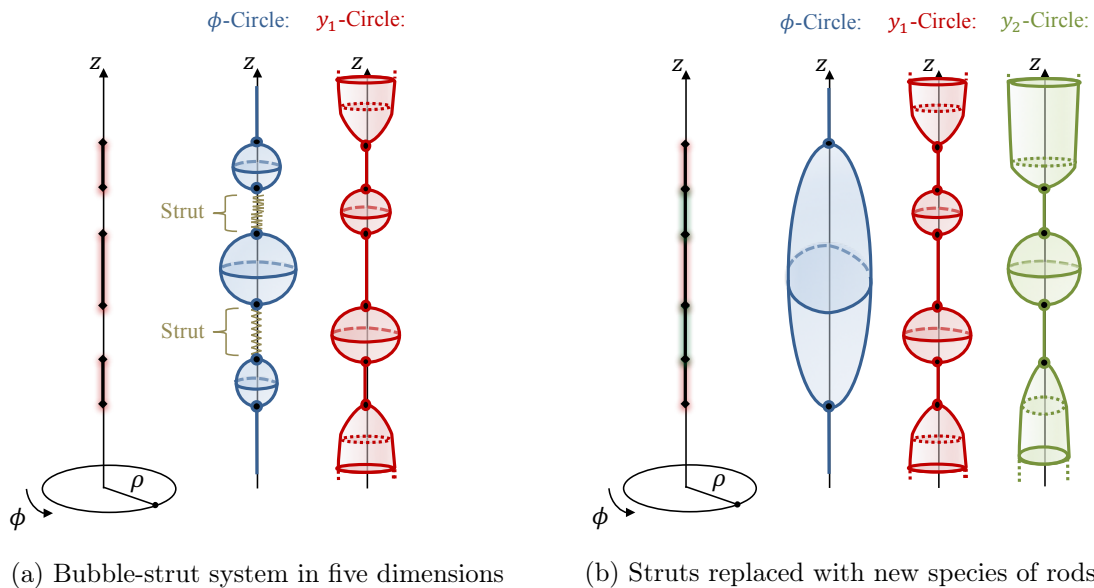 ϕ-Circle: y₁-Circle:
z z z
Strut
Strut
ρ
ϕ
(a) Bubble-strut system in five dimensions
ϕ-Circle: y₁-Circle: y₂-Circle:
z z z z
ρ
ϕ
(b) Struts replaced with new species of rods